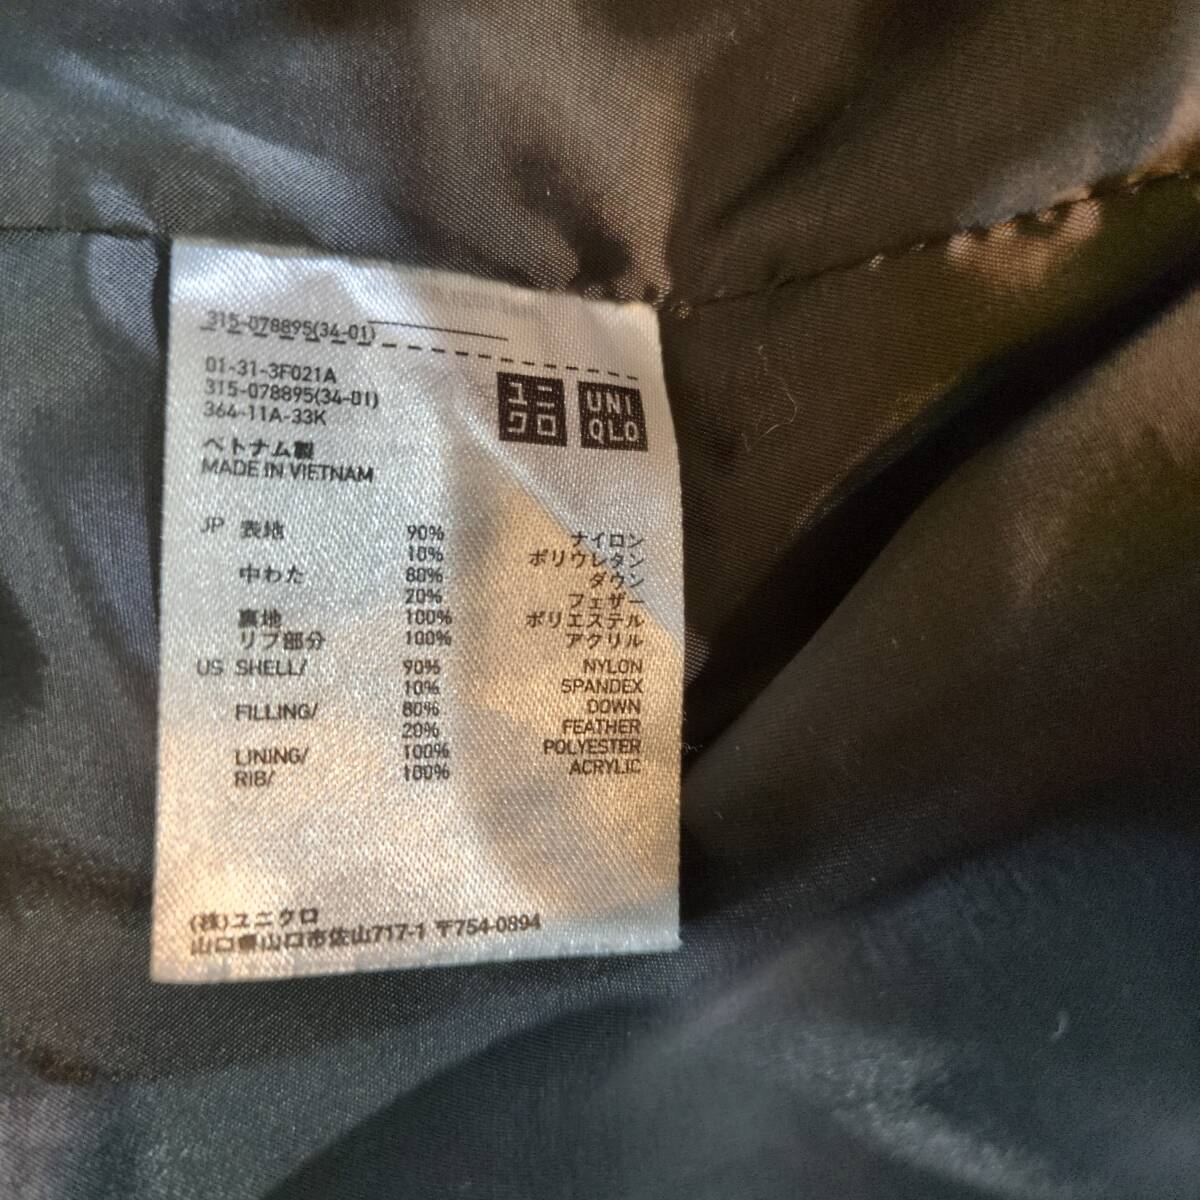 315-078895(34-01)
01-31-3F021A
315-078895(34-01)
364-11A-33K
ユニクロ
UNIQLO
ベトナム製
MADE IN VIETNAM
JP 表地 90% ナイロン
10% ポリウレタン
中わた 80% ダウン
20% フェザー
裏地 100% ポリエステル
リブ部分 100% アクリル
US SHELL/ 90% NYLON
10% SPANDEX
FILLING/ 80% DOWN
20% FEATHER
LINING/ 100% POLYESTER
RIB/ 100% ACRYLIC
(株)ユニクロ
山口県山口市佐山717-1 〒754-0894